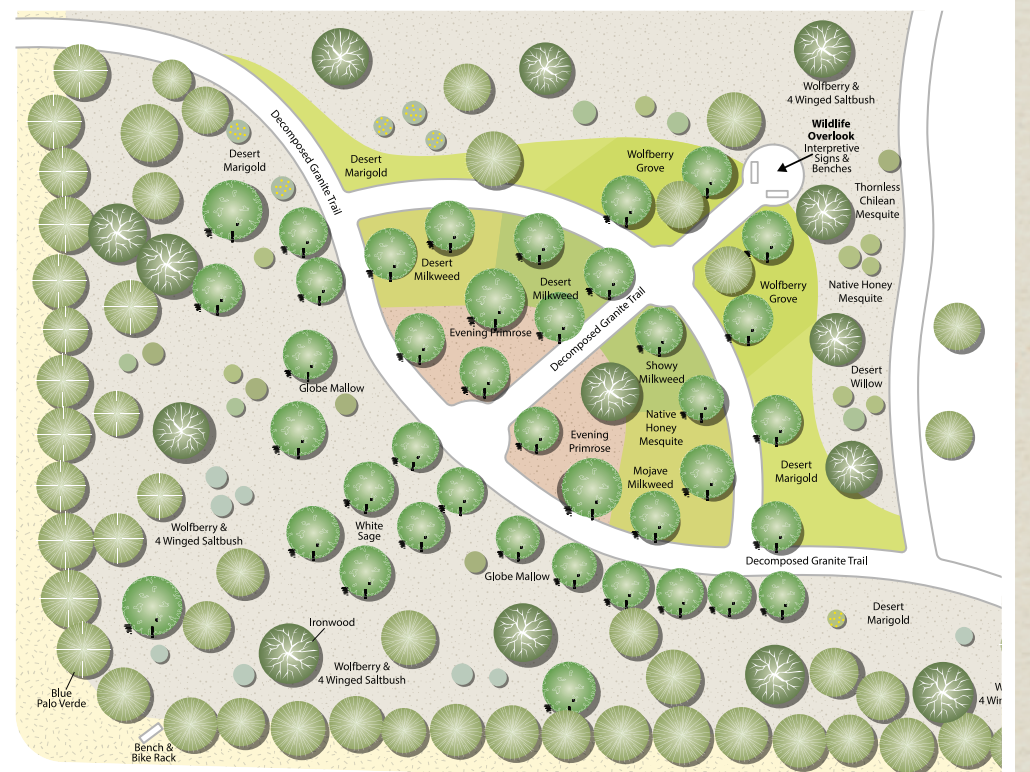 Wolfberry &
4 Winged Saltbush
Wildlife
Overlook
Interpretive
Signs &
Benches
Decomposed Granite Trail
Desert
Marigold
Desert
Marigold
Wolfberry
Grove
Thornless
Chilean
Mesquite
Desert
Milkweed
Desert
Milkweed
Native Honey
Mesquite
Wolfberry
Grove
Evening Primrose
Decomposed Granite Trail
Showy
Milkweed
Desert
Willow
Globe Mallow
Native
Honey
Mesquite
Evening
Primrose
Mojave
Milkweed
Desert
Marigold
Wolfberry &
4 Winged Saltbush
White
Sage
Globe Mallow
Decomposed Granite Trail
Desert
Marigold
Ironwood
Wolfberry &
4 Winged Saltbush
Blue
Palo Verde
W
4 Win
Bench &
Bike Rack